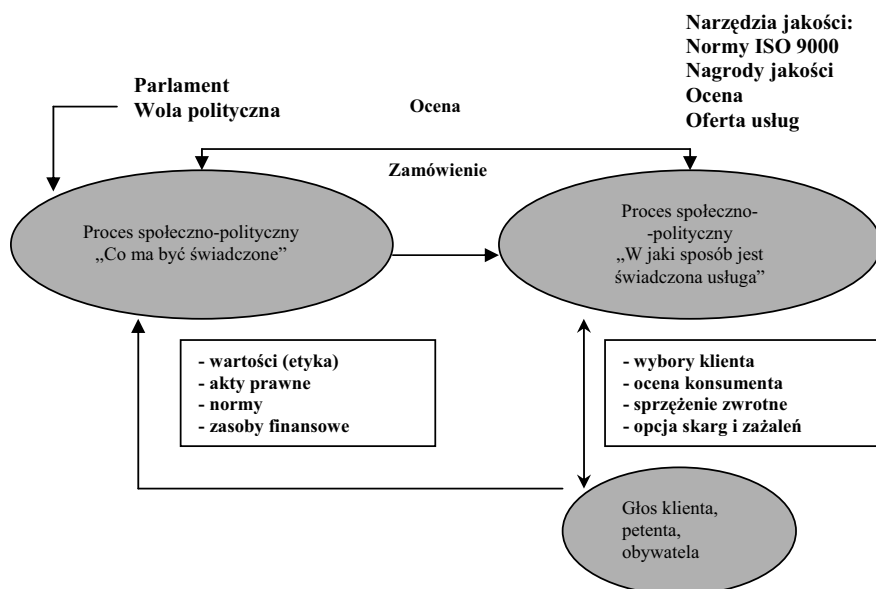 Narzędzia jakości:
Normy ISO 9000
Nagrody jakości
Ocena
Oferta usług
Parlament
Wola polityczna
Ocena
Zamówienie
Proces społeczno-polityczny
„Co ma być świadczone”
Proces społeczno-
-polityczny
„W jaki sposób jest
świadczona usługa”
- wartości (etyka)
- akty prawne
- normy
- zasoby finansowe
- wybory klienta
- ocena konsumenta
- sprzężenie zwrotne
- opcja skarg i zażaleń
Głos klienta,
petenta,
obywatela